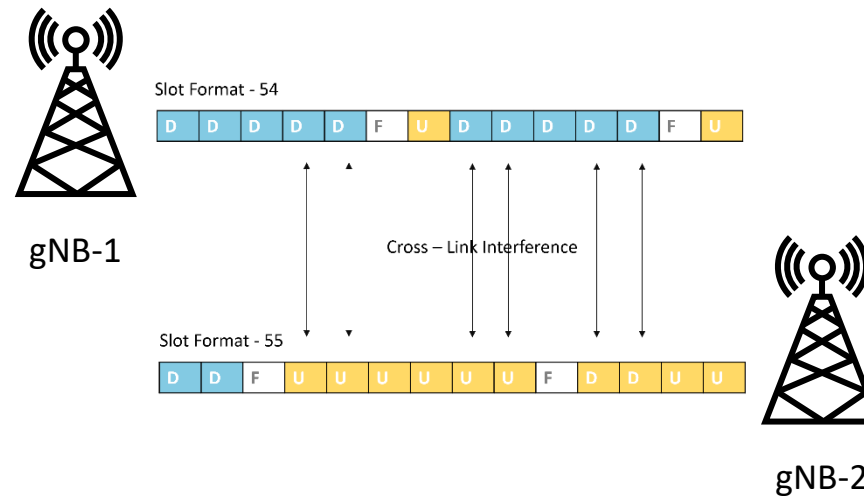 Slot Format - 54
D D D D D F U D D D D D F U
gNB-1
Cross – Link Interference
Slot Format - 55
D D F U U U U U U F D D U U
gNB-2